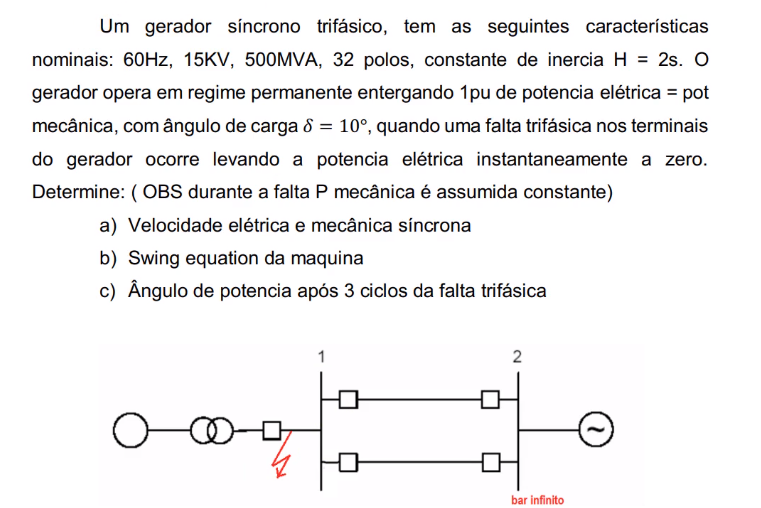 Um gerador síncrono trifásico, tem as seguintes características
nominais: 60Hz, 15KV, 500MVA, 32 polos, constante de inercia H = 2s. O
gerador opera em regime permanente entergando 1pu de potencia elétrica = pot
mecânica, com ângulo de carga δ = 10°, quando uma falta trifásica nos terminais
do gerador ocorre levando a potencia elétrica instantaneamente a zero.
Determine: ( OBS durante a falta P mecânica é assumida constante)
a) Velocidade elétrica e mecânica síncrona
b) Swing equation da maquina
c) Ângulo de potencia após 3 ciclos da falta trifásica
1 2
bar infinito